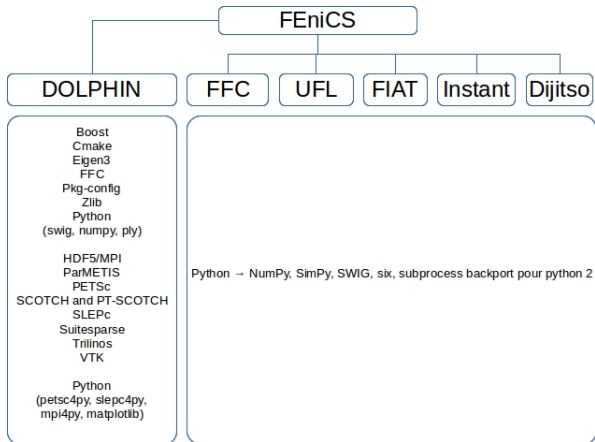 FEniCS
DOLPHIN
FFC
UFL
FIAT
Instant
Dijitso
Boost
Cmake
Eigen3
FFC
Pkg-config
Zlib
Python
(swig, numpy, ply)
HDF5/MPI
ParMETIS
PETSc
SCOTCH and PT-SCOTCH
SLEPc
Suitesparse
Trilinos
VTK
Python
(petsc4py, slepc4py,
mpi4py, matplotlib)
Python → NumPy, SimPy, SWIG, six, subprocess backport pour python 2